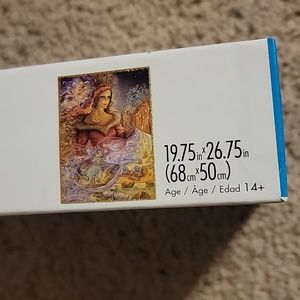 19.75in x 26.75in
(68cm x 50cm)
Age / Âge / Edad 14+